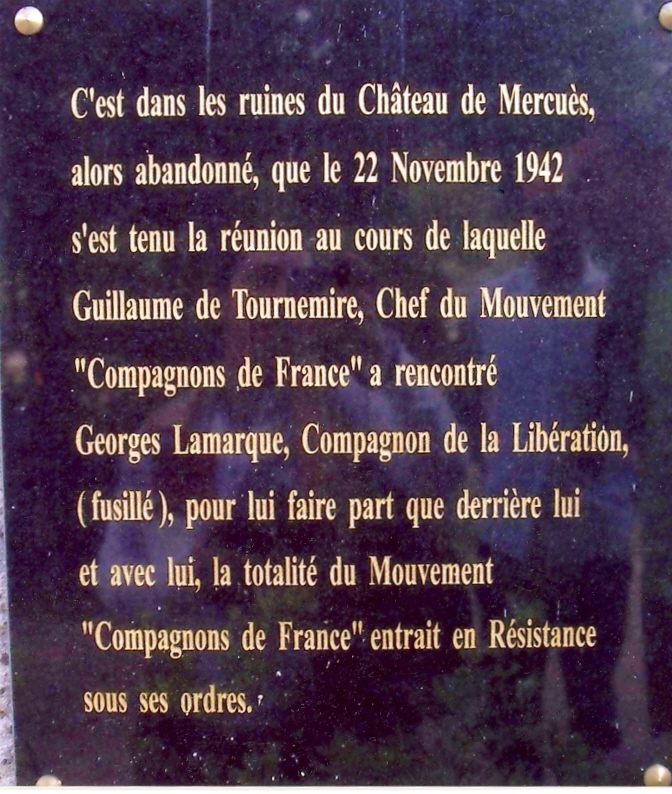 C'est dans les ruines du Château de Mercuès,
alors abandonné, que le 22 Novembre 1942
s'est tenu la réunion au cours de laquelle
Guillaume de Tournemire, Chef du Mouvement
"Compagnons de France" a rencontré
Georges Lamarque, Compagnon de la Libération,
(fusillé), pour lui faire part que derrière lui
et avec lui, la totalité du Mouvement
"Compagnons de France" entrait en Résistance
sous ses ordres.